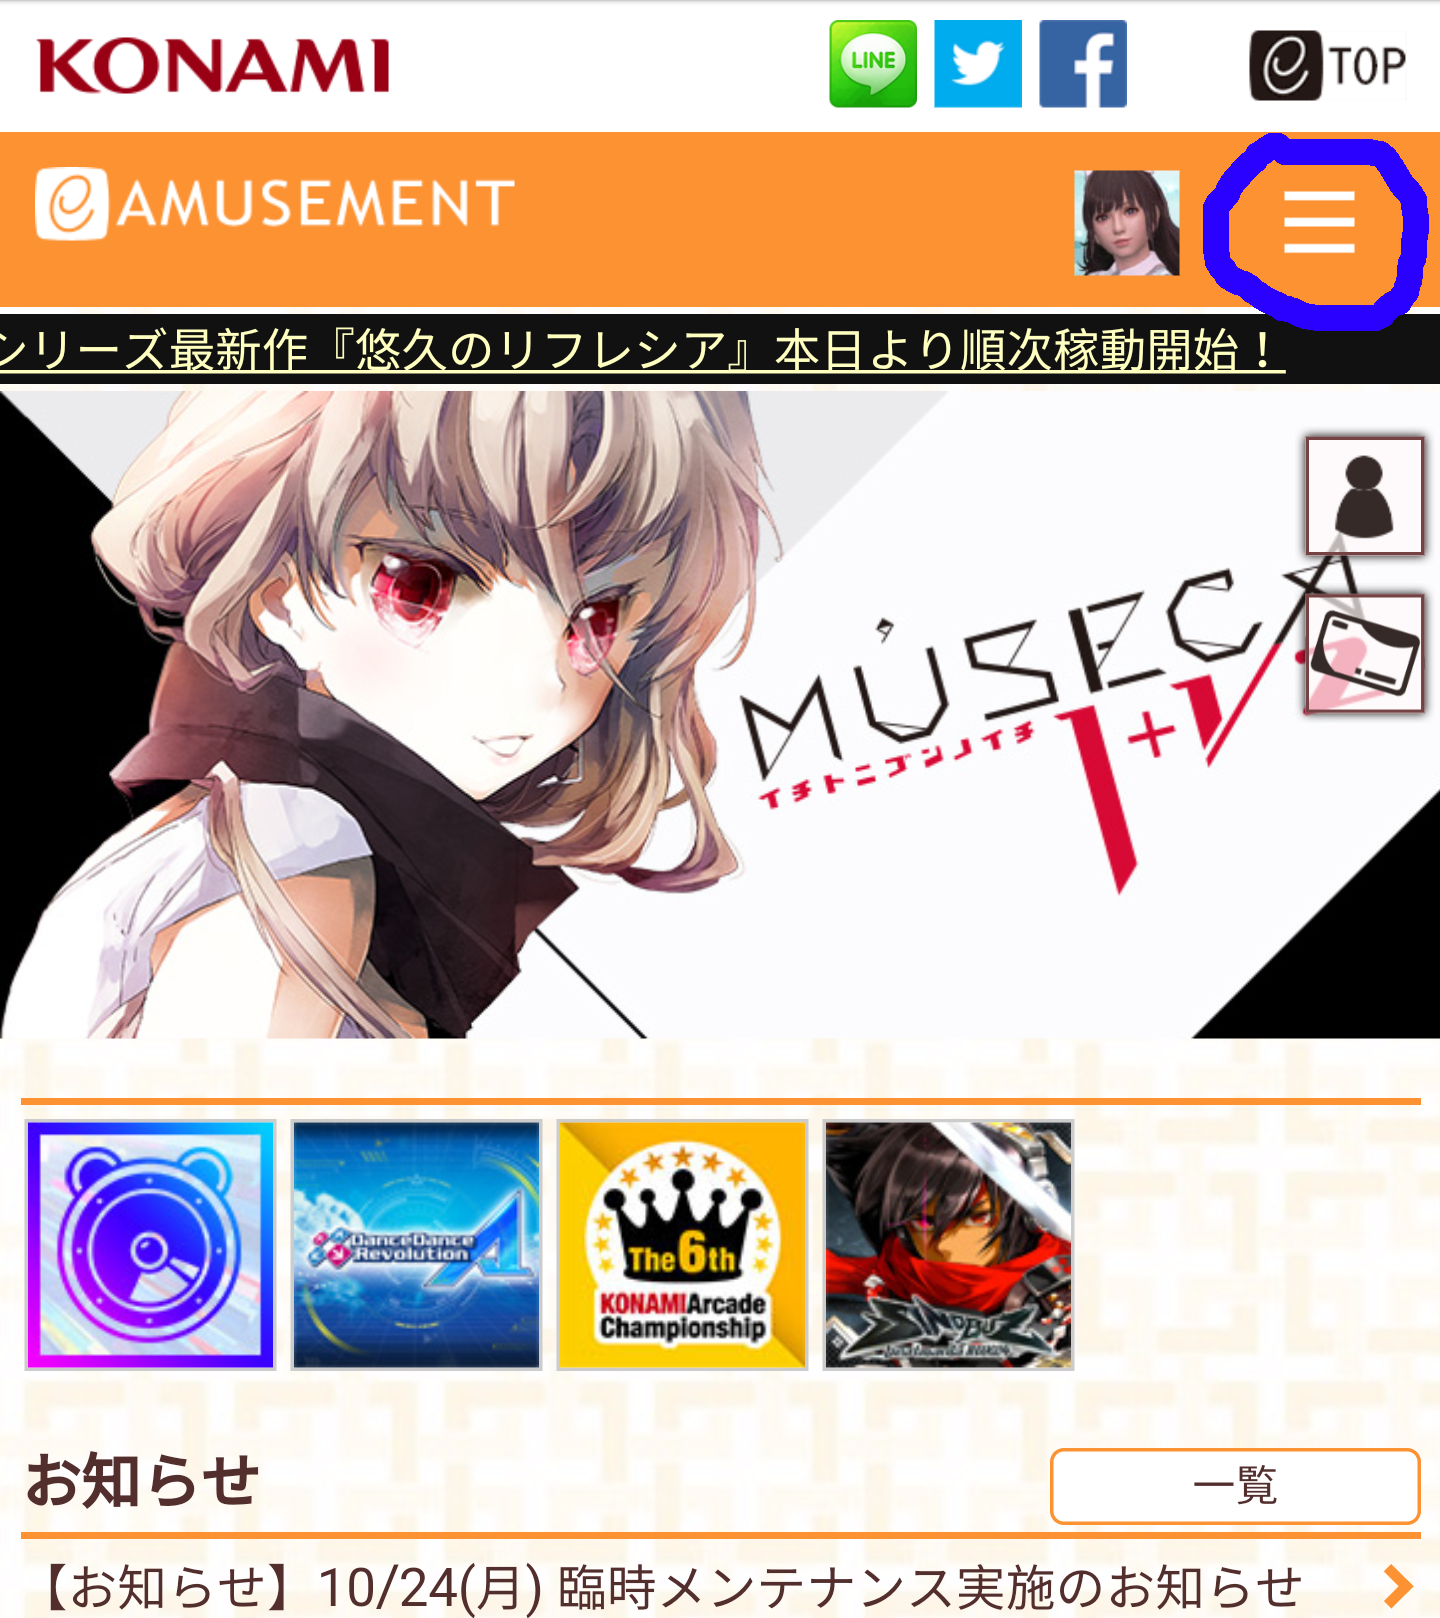 KONAMI
LINE
TOP
AMUSEMENT
シリーズ最新作『悠久のリフレシア』本日より順次稼動開始！
MÚSECA
イチトニブンノイチ
1+1/2
DanceDance
Revolution A
The 6th
KONAMI Arcade
Championship
SINOBUZ
お知らせ
一覧
【お知らせ】10/24(月) 臨時メンテナンス実施のお知らせ